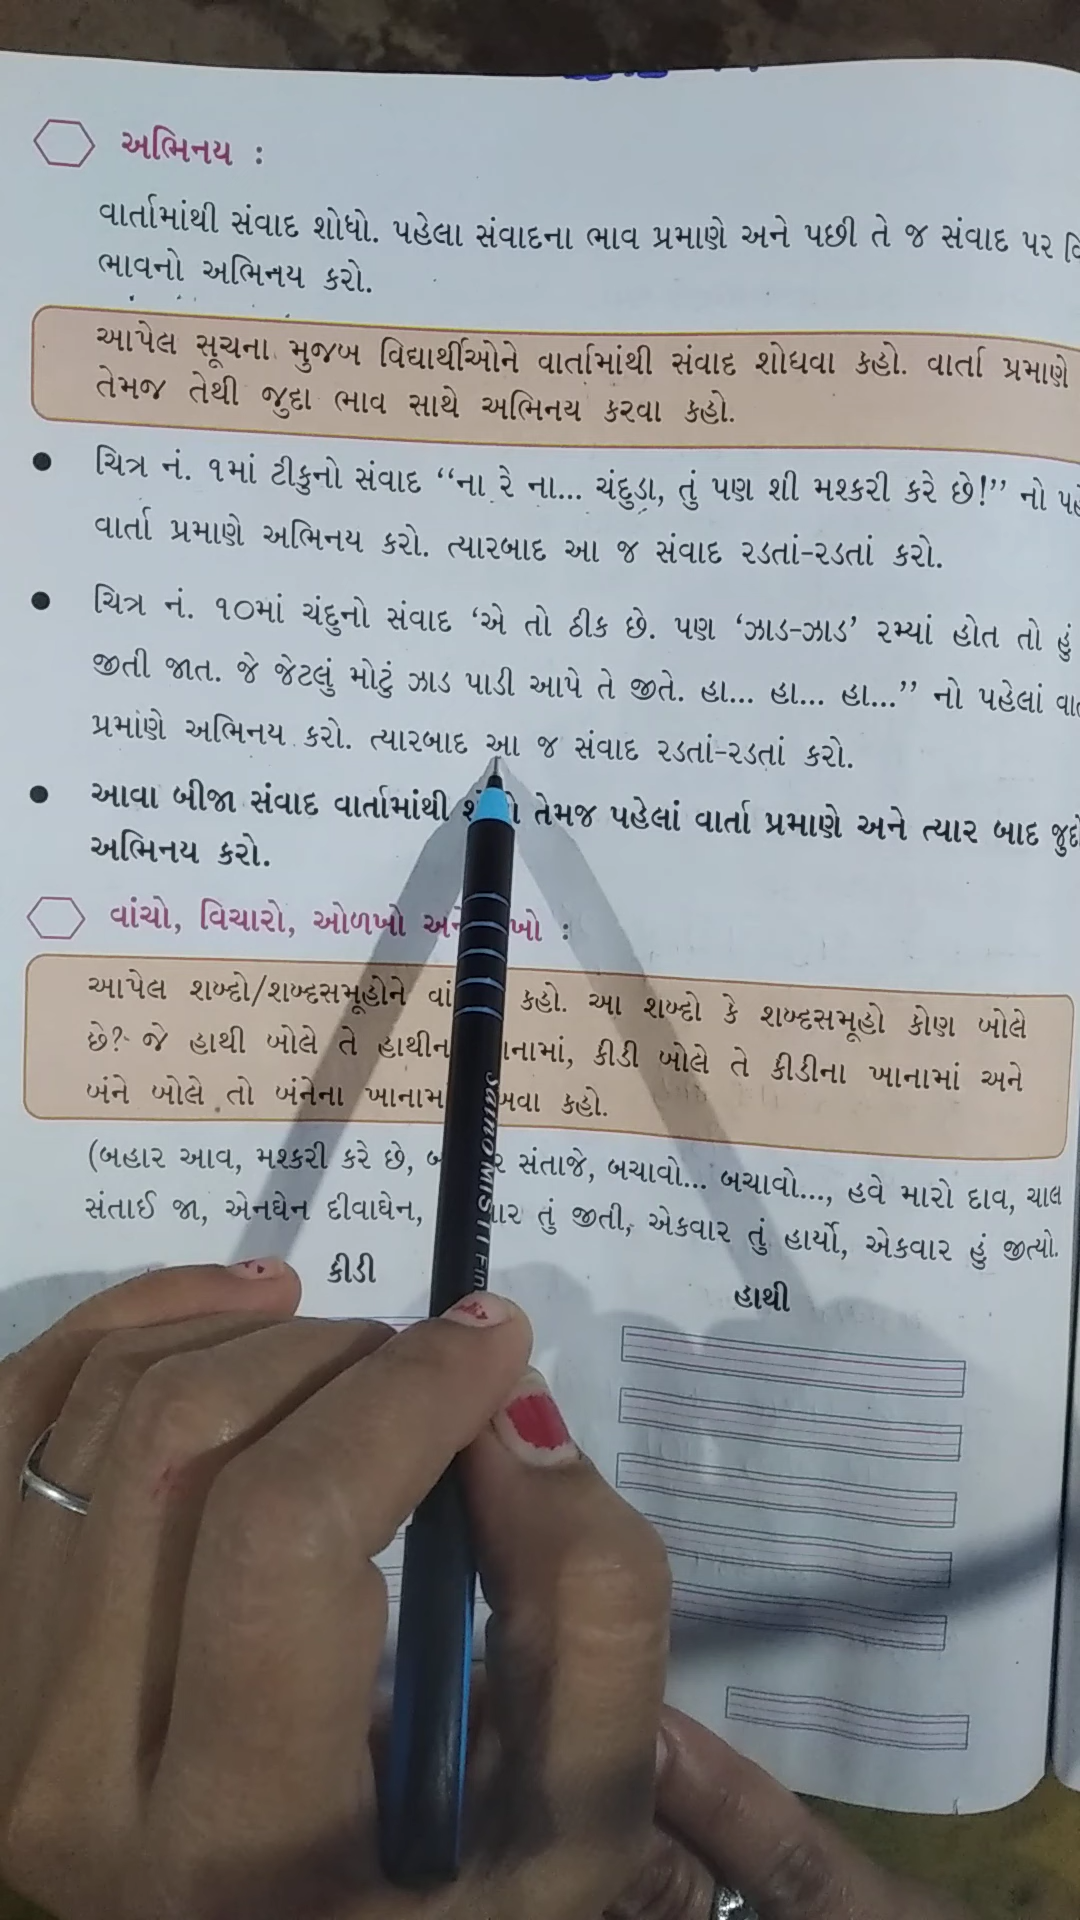 અભિનય :
વાર્તામાંથી સંવાદ શોધો. પહેલા સંવાદના ભાવ પ્રમાણે અને પછી તે જ સંવાદ પર
ભાવનો અભિનય કરો.
આપેલ સૂચના મુજબ વિદ્યાર્થીઓને વાર્તામાંથી સંવાદ શોધવા કહો. વાર્તા પ્રમાણે
તેમજ તેથી જુદા ભાવ સાથે અભિનય કરવા કહો.
● ચિત્ર નં. ૧માં ટીકુનો સંવાદ “ના રે ના... ચંદુડા, તું પણ શી મશ્કરી કરે છે!” નો
વાર્તા પ્રમાણે અભિનય કરો. ત્યારબાદ આ જ સંવાદ રડતાં-રડતાં કરો.
● ચિત્ર નં. ૧૦માં ચંદુનો સંવાદ ‘એ તો ઠીક છે. પણ ‘ઝાડ-ઝાડ’ રમ્યાં હોત તો હું
જીતી જાત. જે જેટલું મોટું ઝાડ પાડી આપે તે જીતે. હા... હા... હા...” નો પહેલાં
પ્રમાંણે અભિનય કરો. ત્યારબાદ આ જ સંવાદ રડતાં-રડતાં કરો.
● આવા બીજા સંવાદ વાર્તામાંથી તેમજ પહેલાં વાર્તા પ્રમાણે અને ત્યાર બાદ
અભિનય કરો.
વાંચો, વિચારો, ઓળખો :
આપેલ શબ્દો/શબ્દસમૂહોને કહો. આ શબ્દો કે શબ્દસમૂહો કોણ બોલે
છે? જે હાથી બોલે તે કીડી બોલે તે કીડીના ખાનામાં અને
બંને બોલે તો બંનેના કહો.
(બહાર આવ, મશ્કરી કરે છે, સંતાજે, બચાવો... બચાવો..., હવે મારો દાવ, ચાલ
સંતાઈ જા, એનઘેન દીવાઘેન, તું જીતી, એકવાર તું હાર્યો, એકવાર હું જીત્યો.
કીડી
હાથી